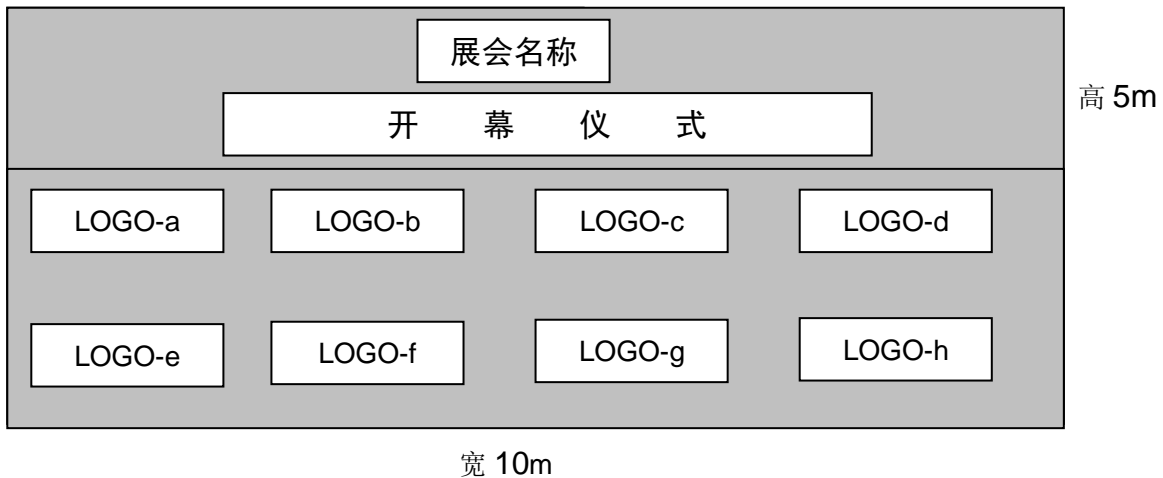 展会名称
高 5m
开 幕 仪 式
LOGO-a LOGO-b LOGO-c LOGO-d
LOGO-e LOGO-f LOGO-g LOGO-h
宽 10m